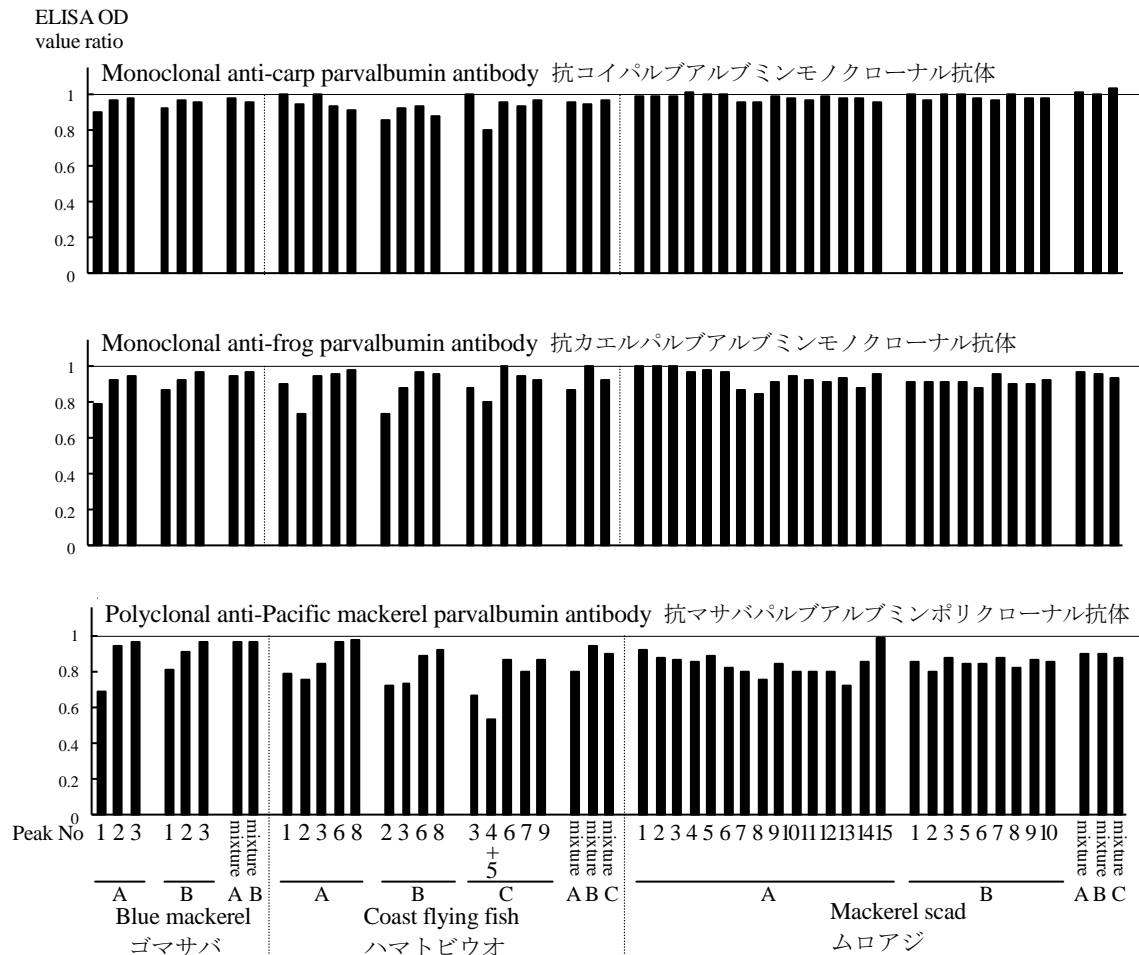 ELISA OD
value ratio
Monoclonal anti-carp parvalbumin antibody 抗コイパルブアルブミンモノクローナル抗体
1
0.8
0.6
0.4
0.2
0
Monoclonal anti-frog parvalbumin antibody 抗カエルパルブアルブミンモノクローナル抗体
1
0.8
0.6
0.4
0.2
0
Polyclonal anti-Pacific mackerel parvalbumin antibody 抗マサバパルブアルブミンポリクローナル抗体
1
0.8
0.6
0.4
0.2
0
Peak No 1 2 3 1 2 3 mixture mixture 1 2 3 6 8 2 3 6 8 3 4+5 6 7 9 mixture mixture mixture 1 2 3 4 5 6 7 8 9 10 11 12 13 14 15 1 2 3 5 6 7 8 9 10 mixture mixture mixture
A B A B A B C A B C A B A B C
Blue mackerel Coast flying fish Mackerel scad
ゴマサバ ハマトビウオ ムロアジ